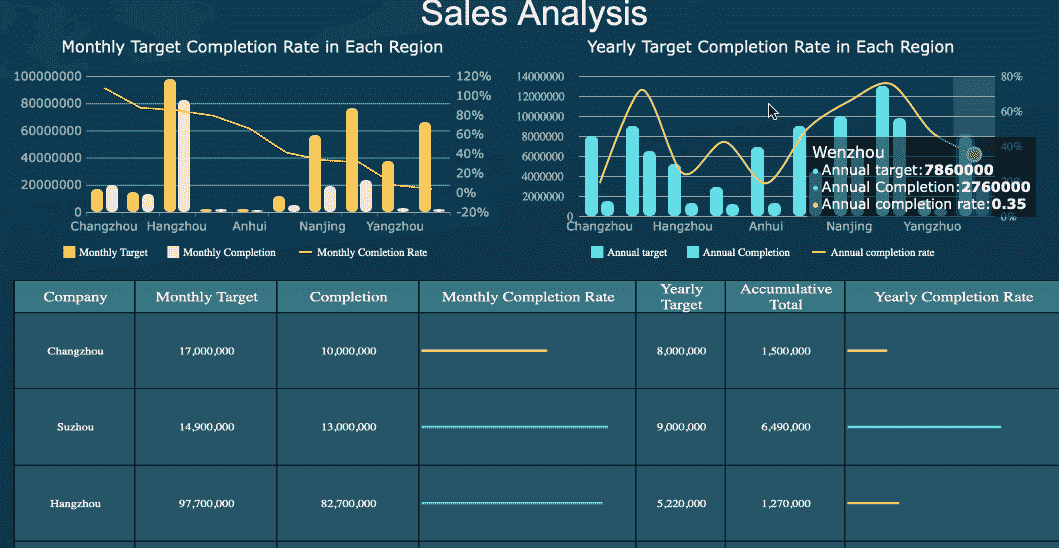 Sales Analysis
Monthly Target Completion Rate in Each Region
Yearly Target Completion Rate in Each Region
100000000
80000000
60000000
40000000
20000000
0
120%
100%
80%
60%
40%
20%
0%
-20%
Changzhou Hangzhou Anhui Nanjing Yangzhou
Monthly Target Monthly Completion Monthly Comletion Rate
14000000
12000000
10000000
8000000
6000000
4000000
2000000
0
80%
60%
40%
0%
Wenzhou
Annual target:7860000
Annual Completion:2760000
Annual completion rate:0.35
Changzhou Hangzhou Anhui Nanjing Yangzhuo
Annual target Annual Completion Annual completion rate
Company Monthly Target Completion Monthly Completion Rate Yearly Target Accumulative Total Yearly Completion Rate
Changzhou 17,000,000 10,000,000 8,000,000 1,500,000
Suzhou 14,900,000 13,000,000 9,000,000 6,490,000
Hangzhou 97,700,000 82,700,000 5,220,000 1,270,000